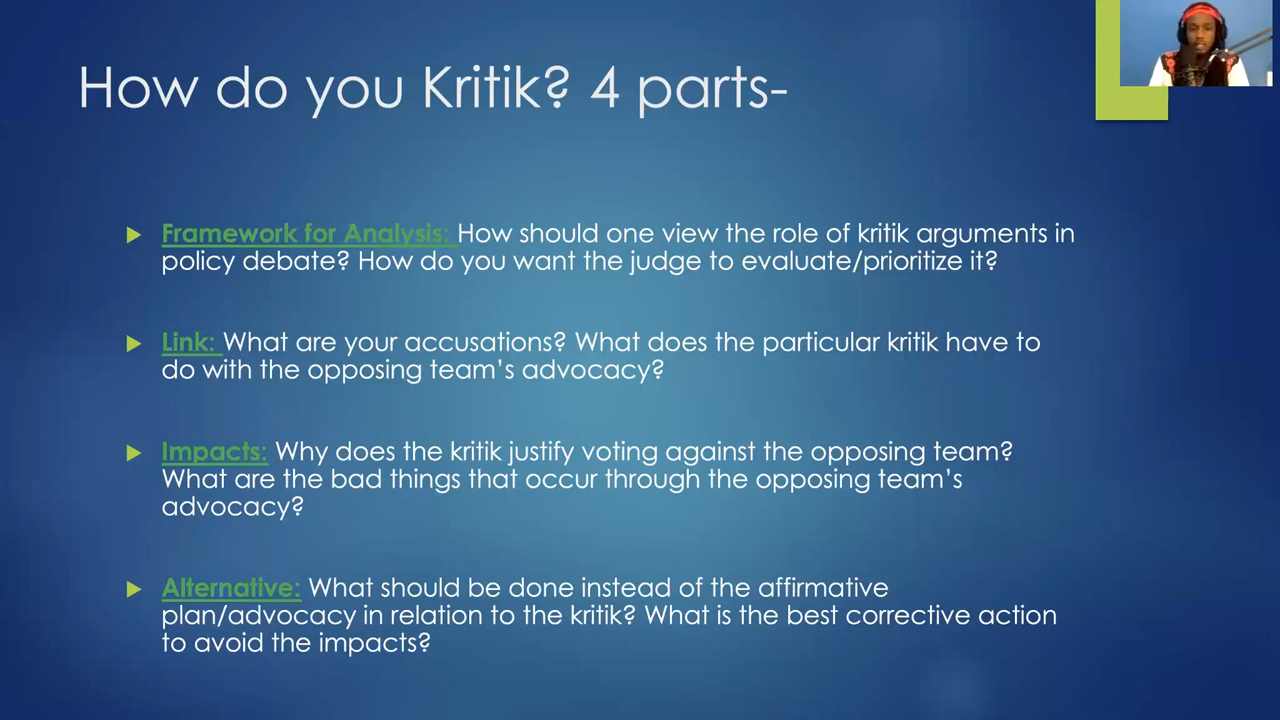 How do you Kritik? 4 parts-
Framework for Analysis: How should one view the role of kritik arguments in
policy debate? How do you want the judge to evaluate/prioritize it?
Link: What are your accusations? What does the particular kritik have to
do with the opposing team's advocacy?
Impacts: Why does the kritik justify voting against the opposing team?
What are the bad things that occur through the opposing team's
advocacy?
Alternative: What should be done instead of the affirmative
plan/advocacy in relation to the kritik? What is the best corrective action
to avoid the impacts?